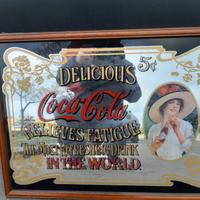 DELICIOUS 5¢
Coca-Cola
RELIEVES FATIGUE
THE MOST REFRESHING DRINK
IN THE WORLD